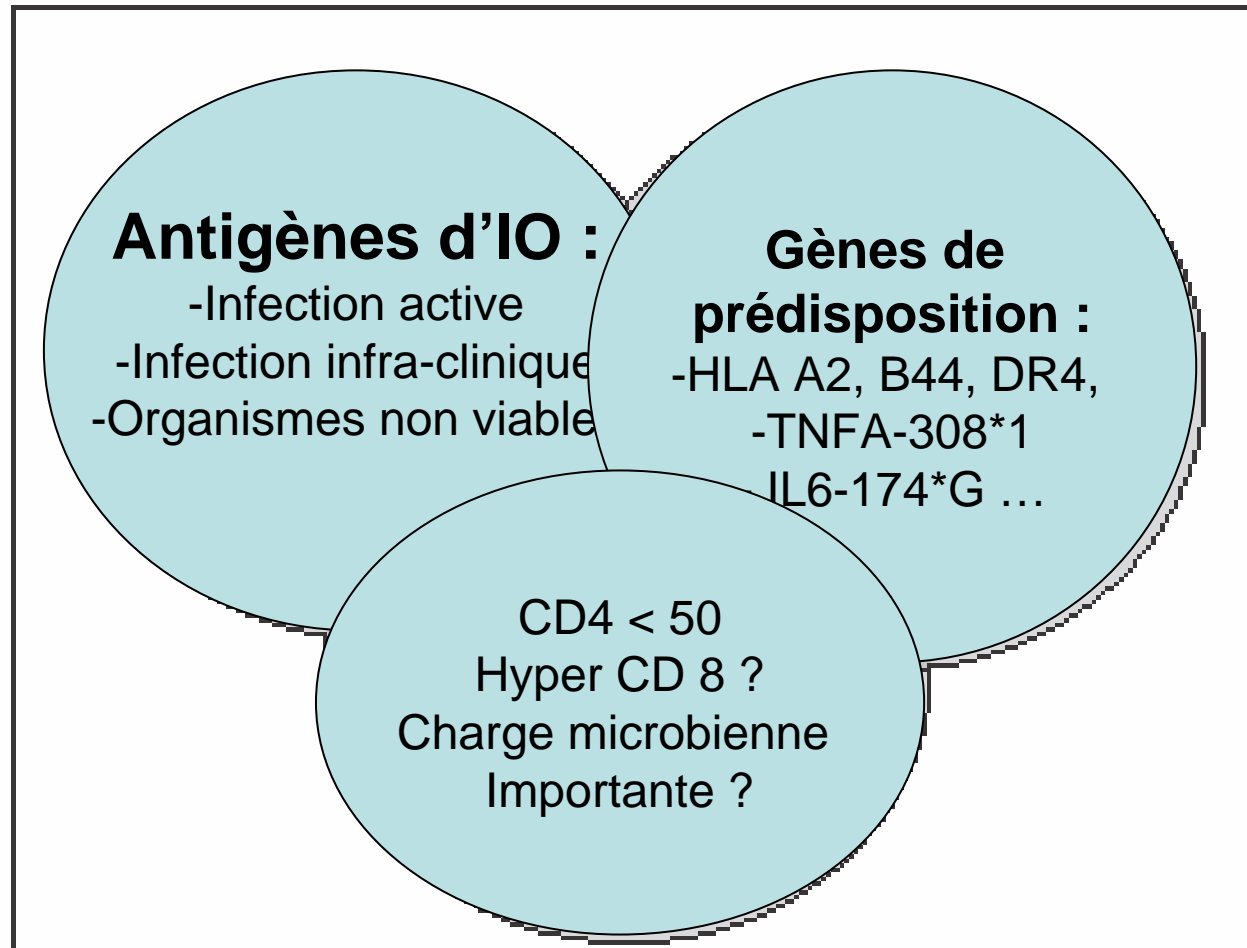 Antigènes d’IO :
-Infection active
-Infection infra-clinique
-Organismes non viable
Gènes de
prédisposition :
-HLA A2, B44, DR4,
-TNFA-308*1
- IL6-174*G …
CD4 < 50
Hyper CD 8 ?
Charge microbienne
Importante ?